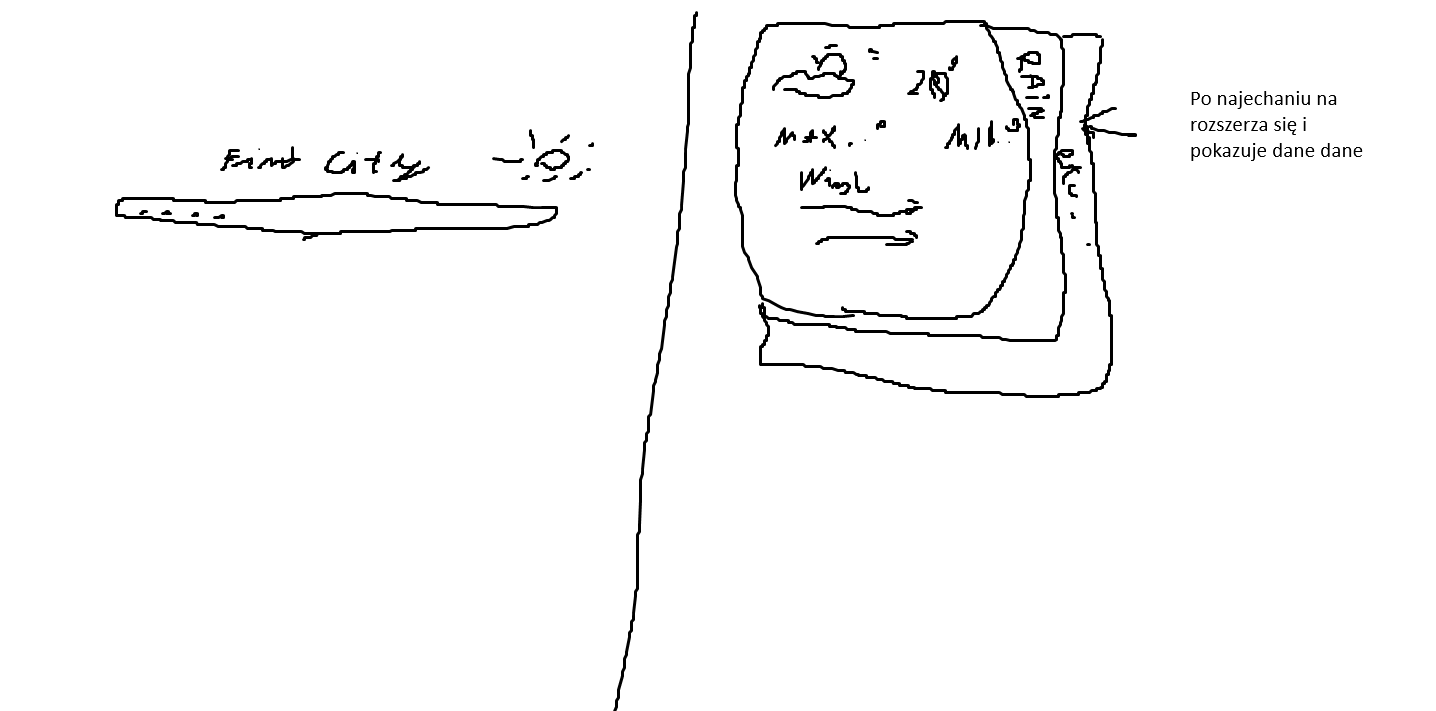 Find City
20°
RAIN
Max..°
Min..°
Wind
Po najechaniu na
rozszerza się i
pokazuje dane dane